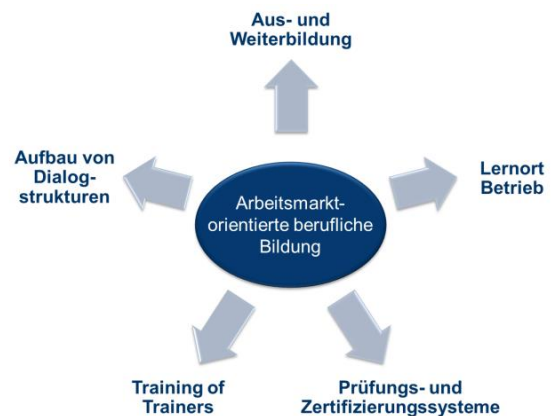 Aus- und
Weiterbildung
Aufbau von
Dialog-
strukturen
Lernort
Betrieb
Arbeitsmarkt-
orientierte berufliche
Bildung
Training of
Trainers
Prüfungs- und
Zertifizierungssysteme